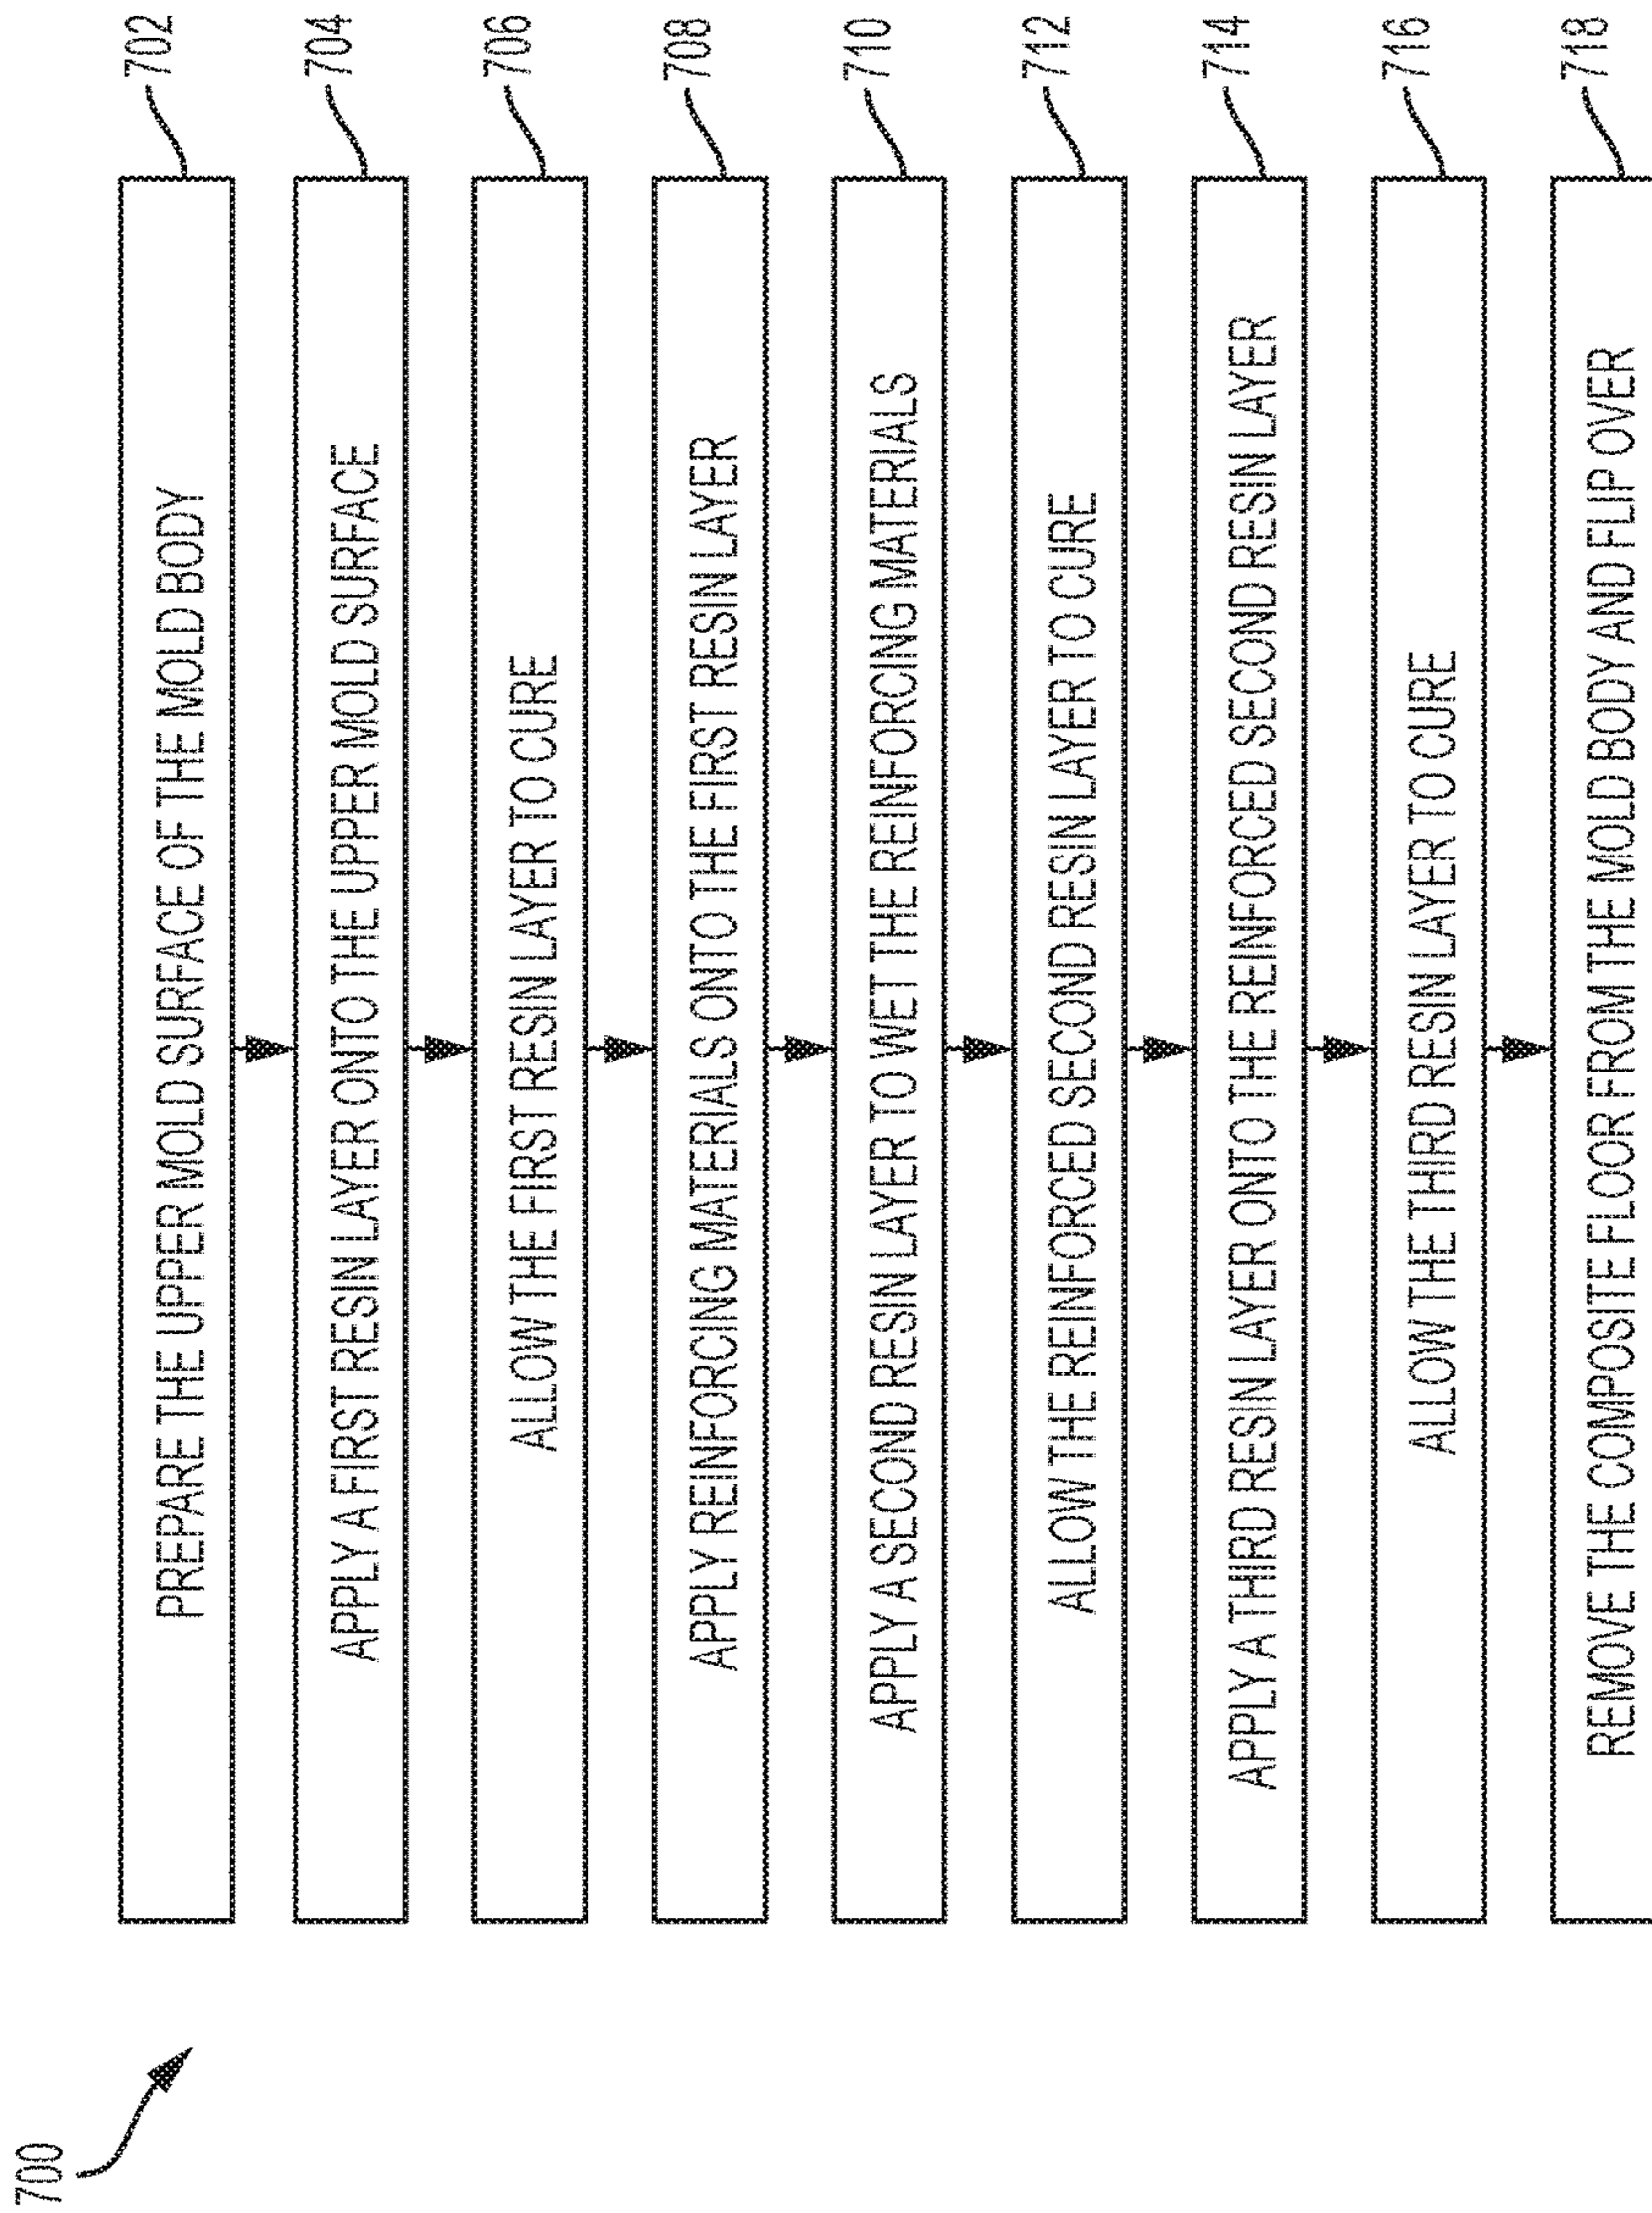 700
PREPARE THE UPPER MOLD SURFACE OF THE MOLD BODY
702
APPLY A FIRST RESIN LAYER ONTO THE UPPER MOLD SURFACE
704
ALLOW THE FIRST RESIN LAYER TO CURE
706
APPLY REINFORCING MATERIALS ONTO THE FIRST RESIN LAYER
708
APPLY A SECOND RESIN LAYER TO WET THE REINFORCING MATERIALS
710
ALLOW THE REINFORCED SECOND RESIN LAYER TO CURE
712
APPLY A THIRD RESIN LAYER ONTO THE REINFORCED SECOND RESIN LAYER
714
ALLOW THE THIRD RESIN LAYER TO CURE
716
REMOVE THE COMPOSITE FLOOR FROM THE MOLD BODY AND FLIP OVER
718